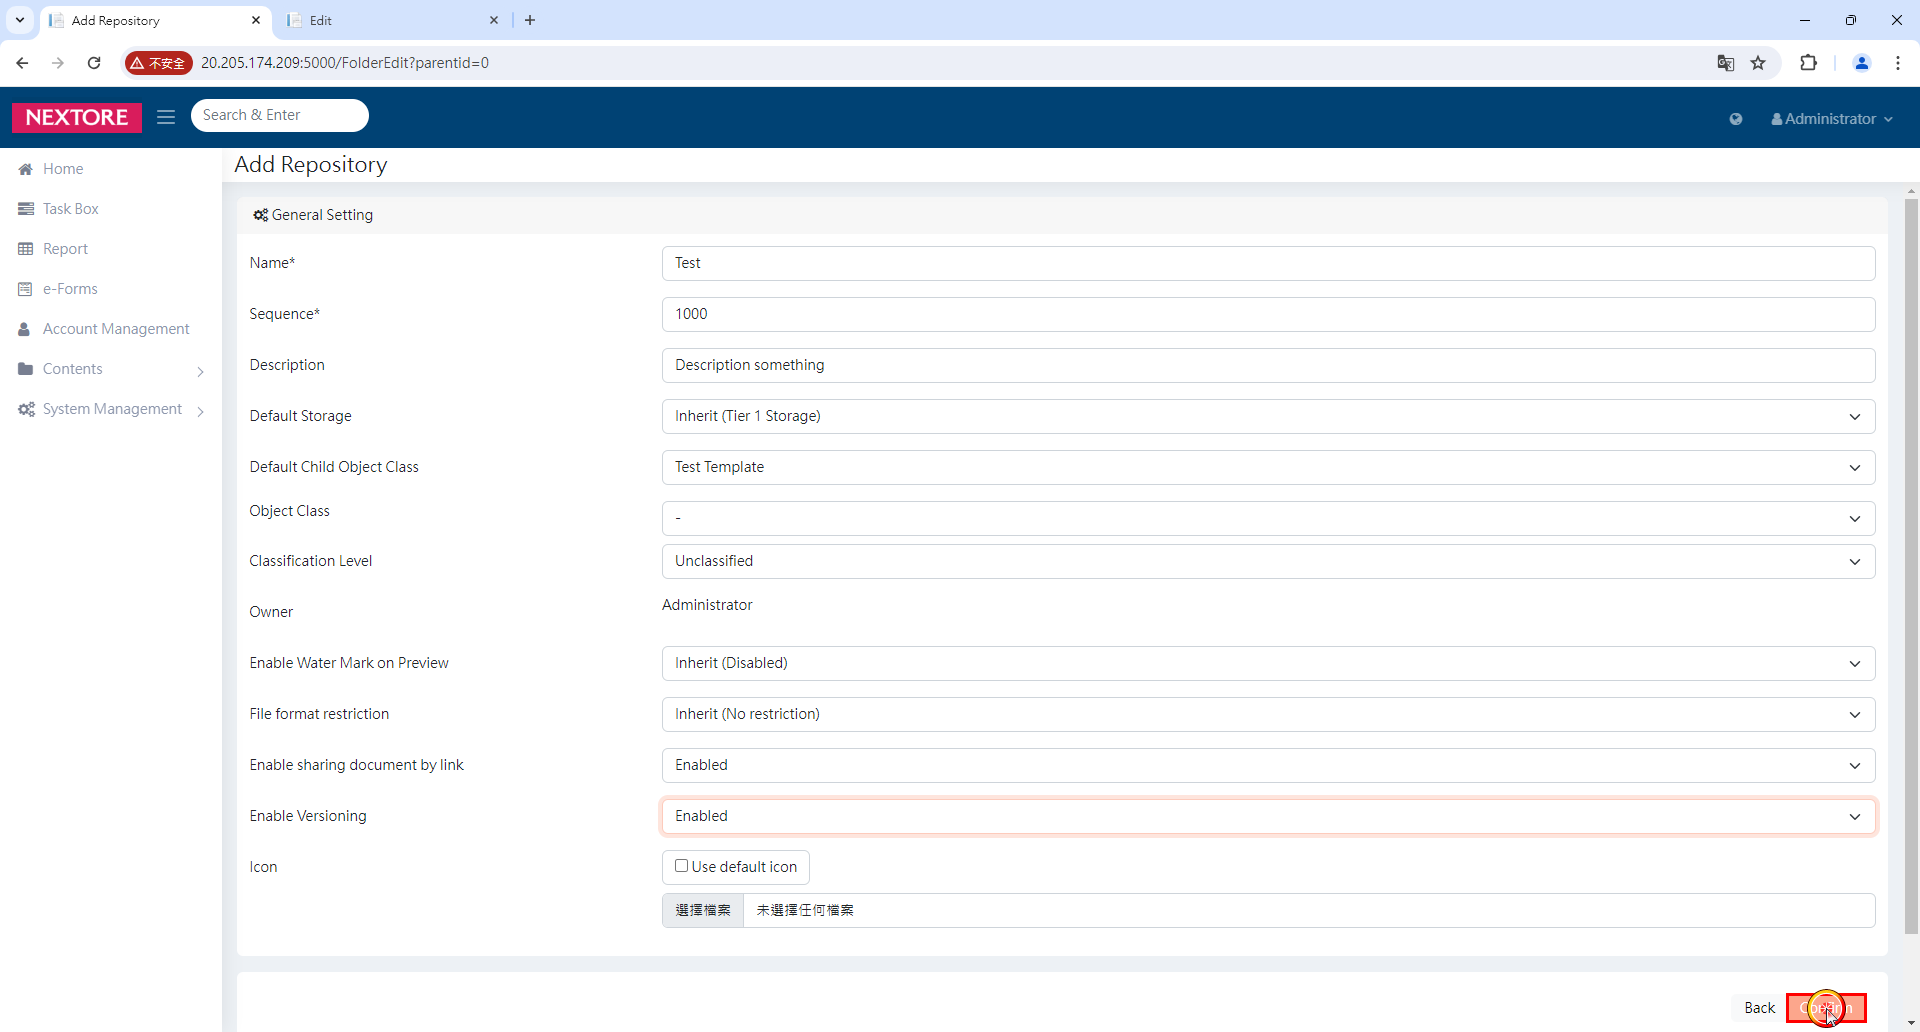 Add Repository
Edit
不安全
20.205.174.209:5000/FolderEdit?parentid=0
NEXTORE
Search & Enter
Administrator
Home
Task Box
Report
e-Forms
Account Management
Contents
System Management
Add Repository
General Setting
Name*
Test
Sequence*
1000
Description
Description something
Default Storage
Inherit (Tier 1 Storage)
Default Child Object Class
Test Template
Object Class
-
Classification Level
Unclassified
Owner
Administrator
Enable Water Mark on Preview
Inherit (Disabled)
File format restriction
Inherit (No restriction)
Enable sharing document by link
Enabled
Enable Versioning
Enabled
Icon
Use default icon
選擇檔案 未選擇任何檔案
Back